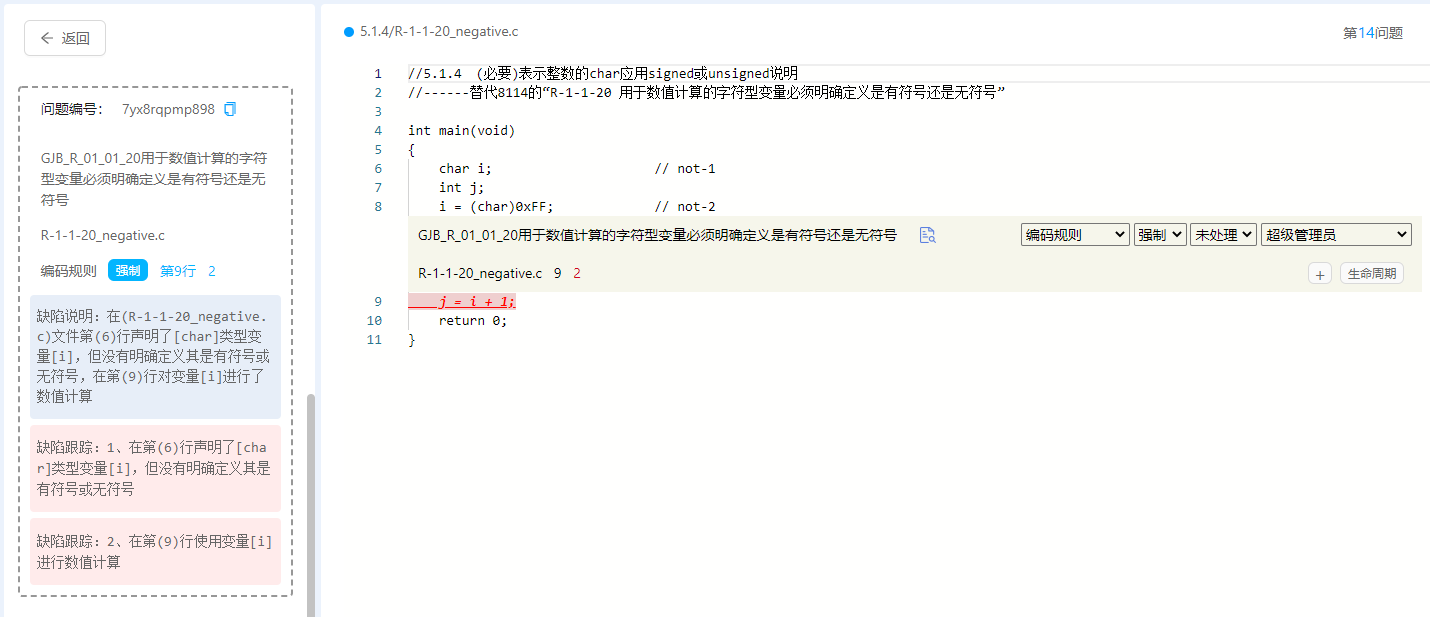 返回
问题编号： 7yx8rqpmp898
GJB_R_01_01_20用于数值计算的字符
型变量必须明确定义是有符号还是无
符号
R-1-1-20_negative.c
编码规则 强制 第9行 2
缺陷说明：在(R-1-1-20_negative.
c)文件第(6)行声明了[char]类型变
量[i]，但没有明确定义其是有符号或
无符号，在第(9)行对变量[i]进行了
数值计算
缺陷跟踪：1、在第(6)行声明了[cha
r]类型变量[i]，但没有明确定义其是
有符号或无符号
缺陷跟踪：2、在第(9)行使用变量[i]
进行数值计算
5.1.4/R-1-1-20_negative.c 第14问题
1 //5.1.4 (必要)表示整数的char应用signed或unsigned说明
2 //------替代8114的“R-1-1-20 用于数值计算的字符型变量必须明确定义是有符号还是无符号”
3
4 int main(void)
5 {
6 char i; // not-1
7 int j;
8 i = (char)0xFF; // not-2
GJB_R_01_01_20用于数值计算的字符型变量必须明确定义是有符号还是无符号 编码规则 强制 未处理 超级管理员
R-1-1-20_negative.c 9 2 + 生命周期
9 j = i + 1;
10 return 0;
11 }